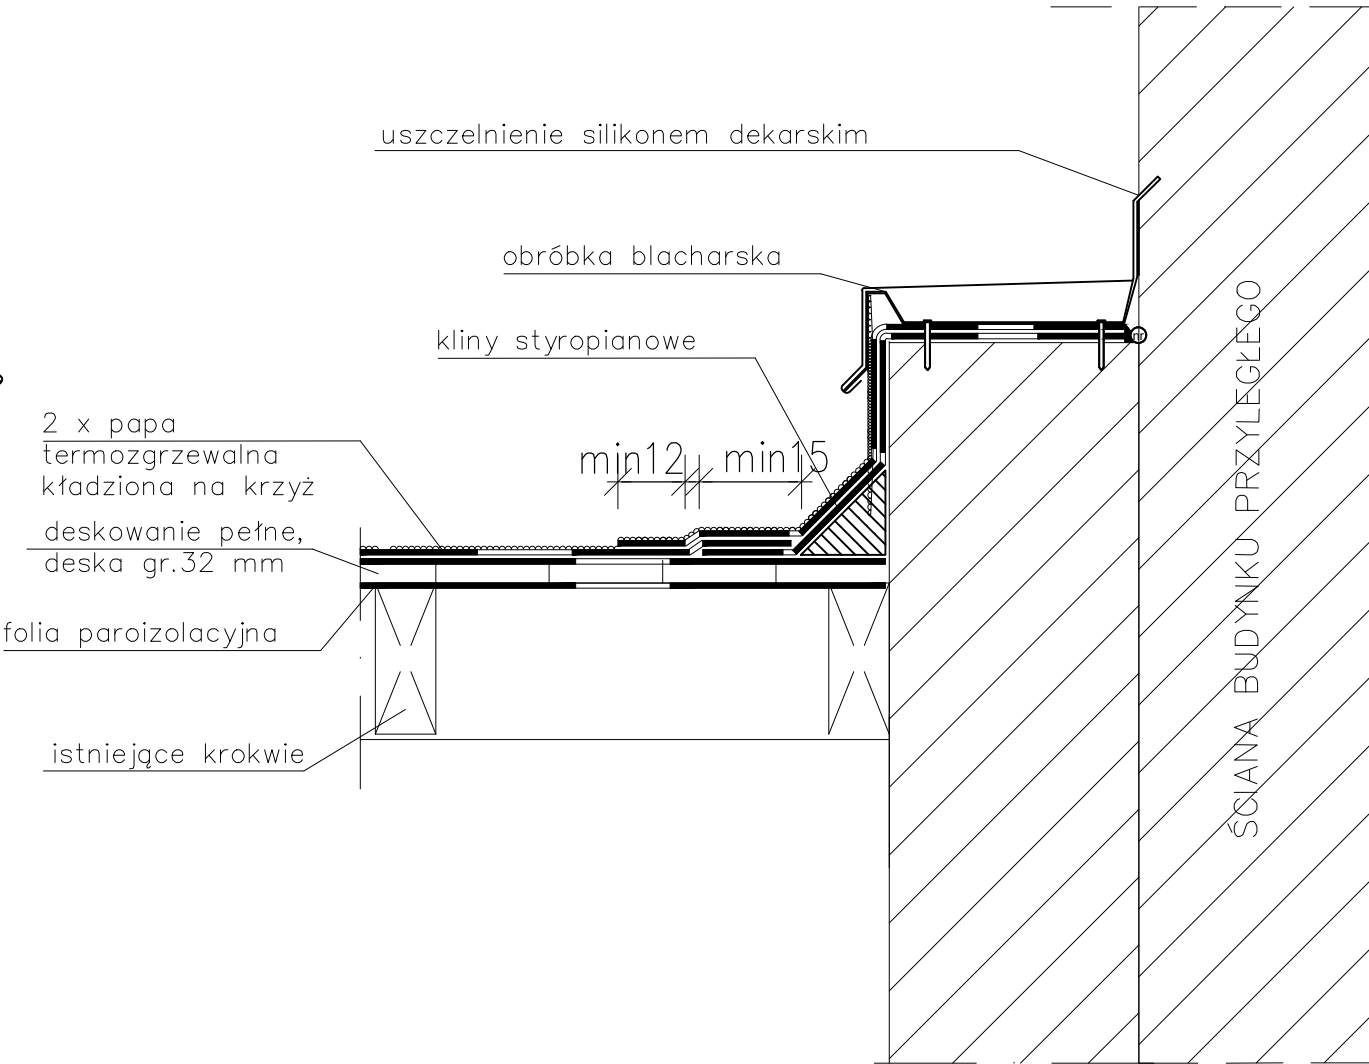 uszczelnienie silikonem dekarskim
obróbka blacharska
kliny styropianowe
2 x papa
termozgrzewalna
kładziona na krzyż
min12 min15
deskowanie pełne,
deska gr.32 mm
folia paroizolacyjna
istniejące krokwie
ŚCIANA BUDYNKU PRZYLEGŁEGO